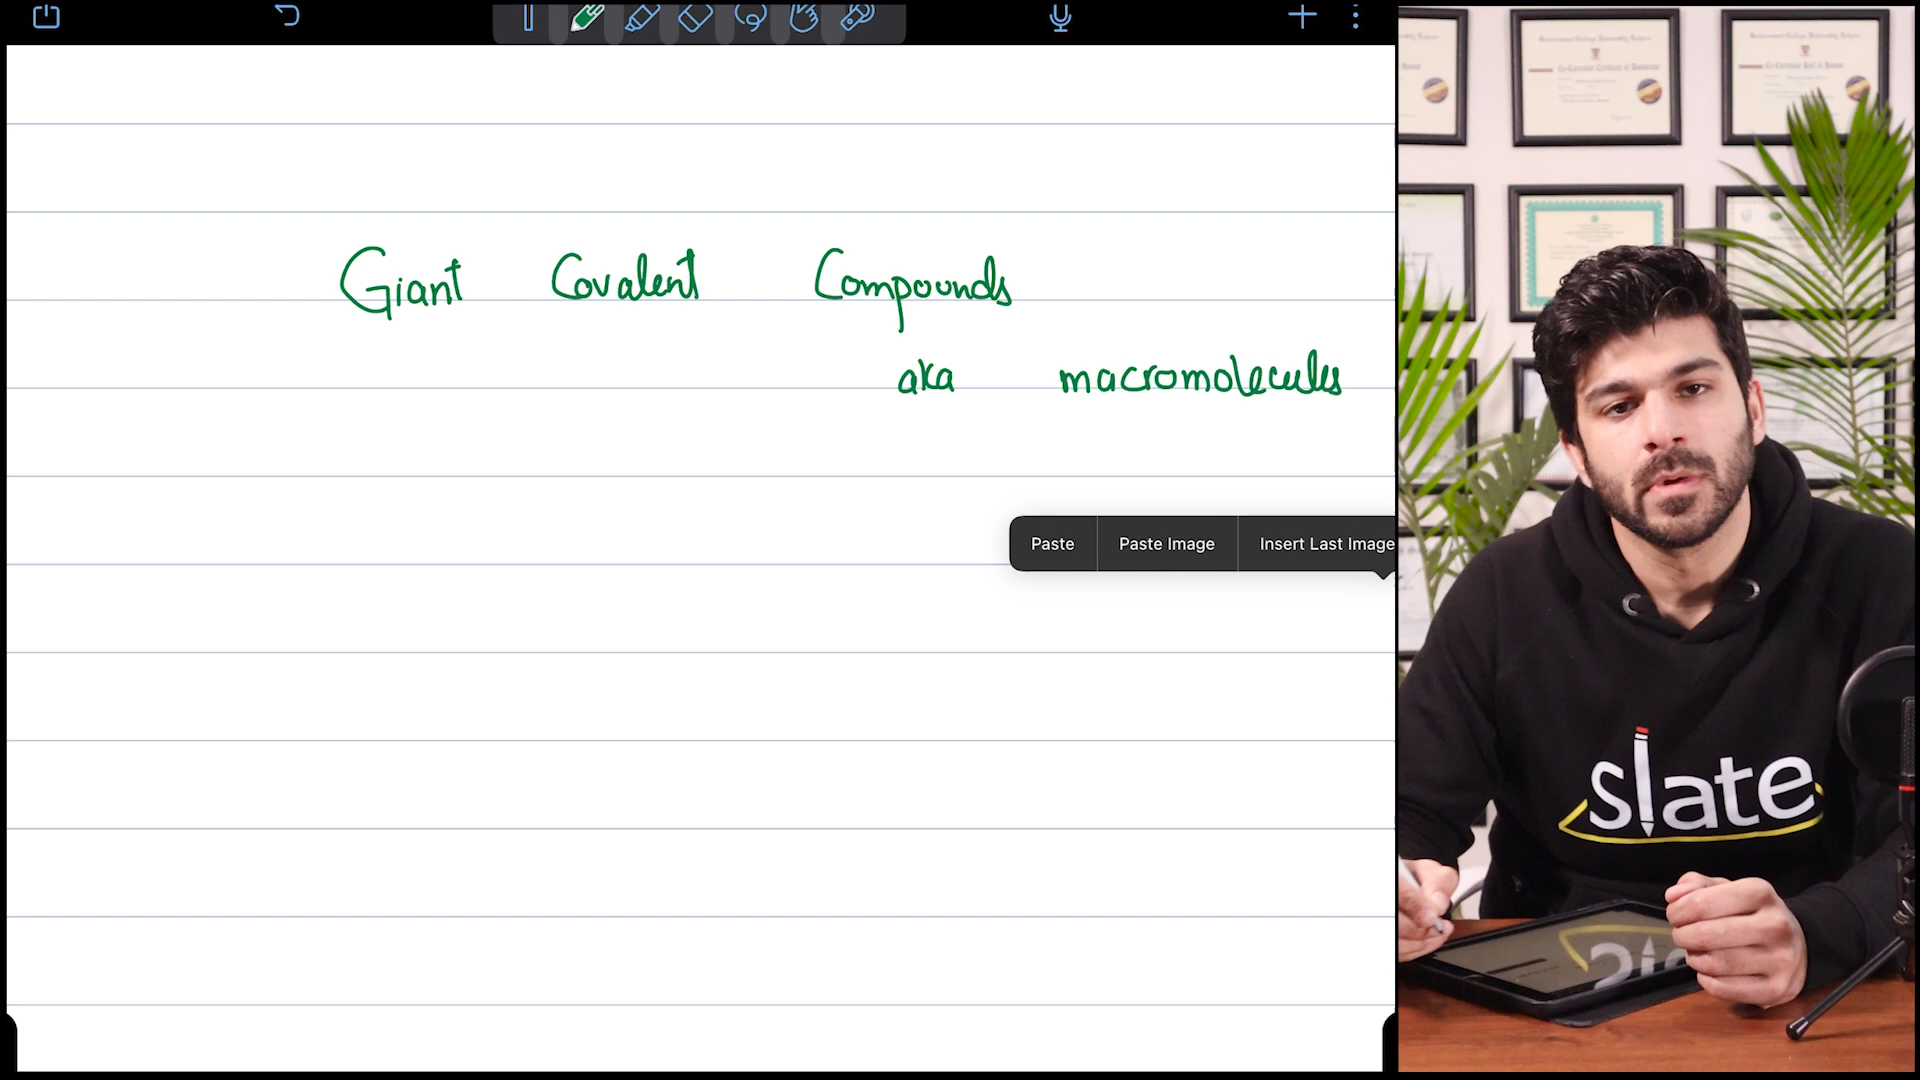 Giant Covalent Compounds
aka macromolecules
Paste Paste Image Insert Last Image
slate